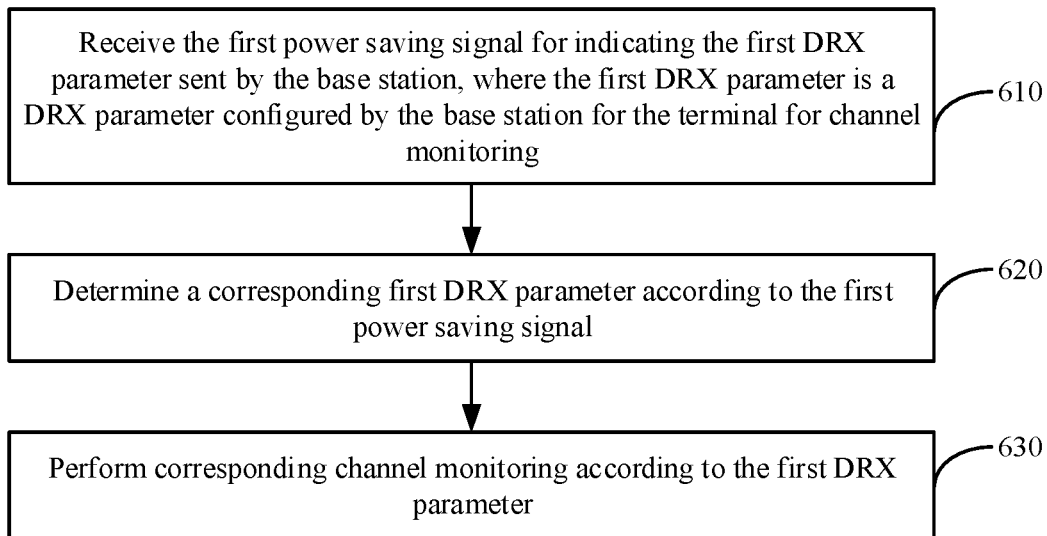 Receive the first power saving signal for indicating the first DRX
parameter sent by the base station, where the first DRX parameter is a
DRX parameter configured by the base station for the terminal for channel
monitoring
610
Determine a corresponding first DRX parameter according to the first
power saving signal
620
Perform corresponding channel monitoring according to the first DRX
parameter
630